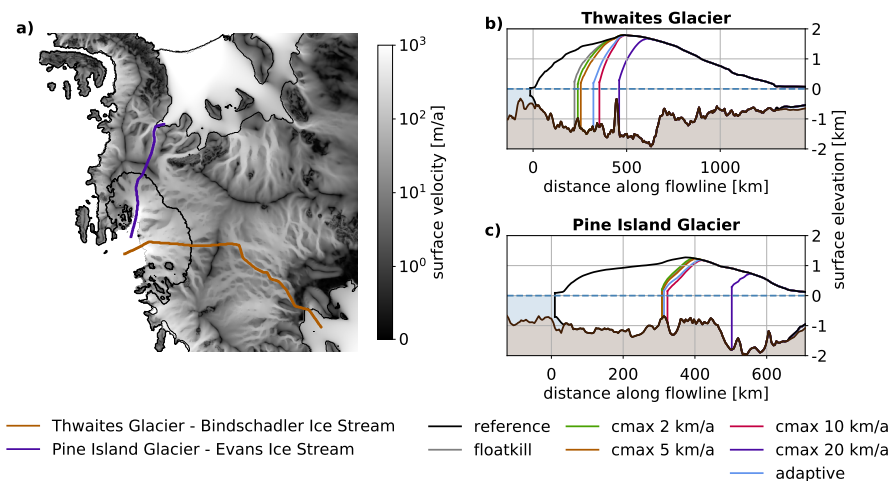 a)
10³
10²
10¹
10⁰
0
surface velocity [m/a]
b)
Thwaites Glacier
2
1
0
-1
-2
0
500
1000
distance along flowline [km]
surface elevation [km]
c)
Pine Island Glacier
2
1
0
-1
-2
0
200
400
600
distance along flowline [km]
Thwaites Glacier - Bindschadler Ice Stream
Pine Island Glacier - Evans Ice Stream
reference
floatkill
cmax 2 km/a
cmax 5 km/a
cmax 10 km/a
cmax 20 km/a
adaptive